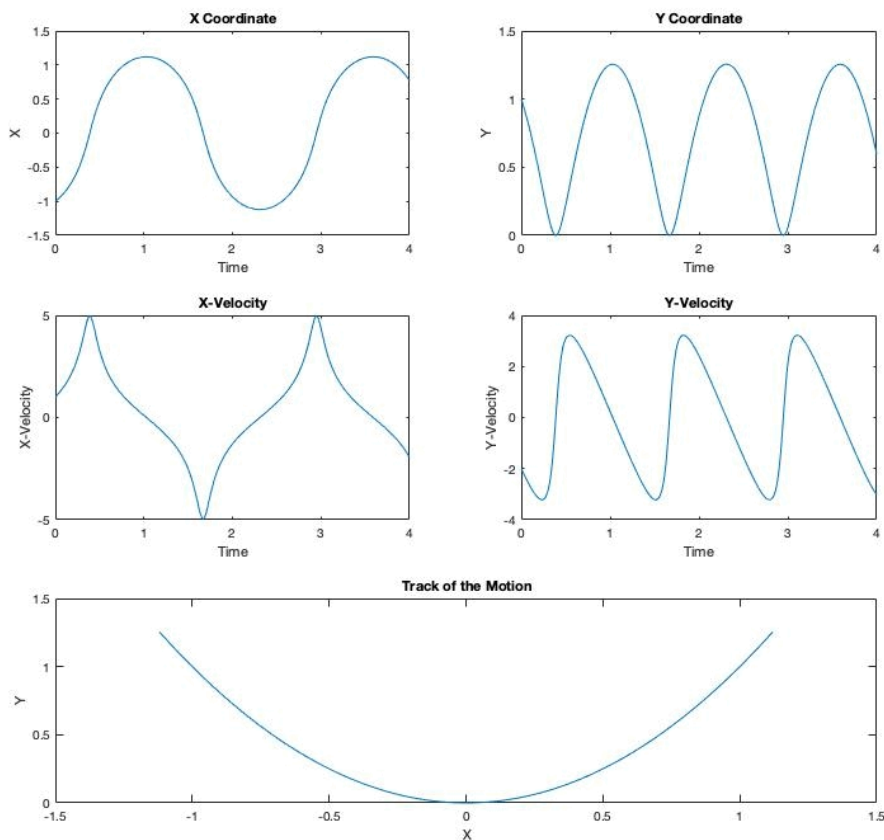 X Coordinate
1.5
1
0.5
0
-0.5
-1
-1.5
X
0 1 2 3 4
Time
Y Coordinate
1.5
1
0.5
0
Y
0 1 2 3 4
Time
X-Velocity
5
0
-5
X-Velocity
0 1 2 3 4
Time
Y-Velocity
4
2
0
-2
-4
Y-Velocity
0 1 2 3 4
Time
Track of the Motion
1.5
1
0.5
0
Y
-1.5 -1 -0.5 0 0.5 1 1.5
X